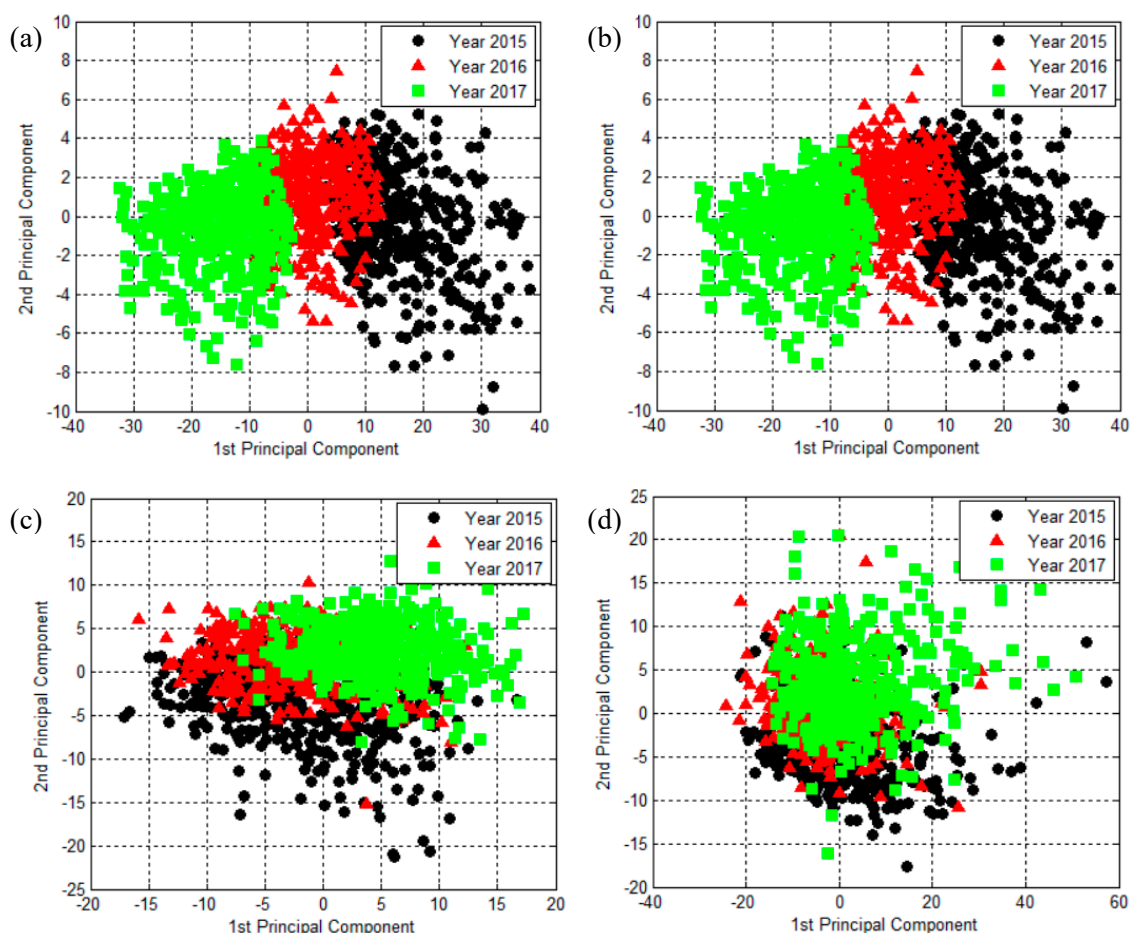 (a)
10
8
6
4
2
0
-2
-4
-6
-8
-10
-40 -30 -20 -10 0 10 20 30 40
1st Principal Component
2nd Principal Component
Year 2015
Year 2016
Year 2017
(b)
10
8
6
4
2
0
-2
-4
-6
-8
-10
-40 -30 -20 -10 0 10 20 30 40
1st Principal Component
2nd Principal Component
Year 2015
Year 2016
Year 2017
(c)
20
15
10
5
0
-5
-10
-15
-20
-25
-20 -15 -10 -5 0 5 10 15 20
1st Principal Component
2nd Principal Component
Year 2015
Year 2016
Year 2017
(d)
25
20
15
10
5
0
-5
-10
-15
-20
-40 -20 0 20 40 60
1st Principal Component
2nd Principal Component
Year 2015
Year 2016
Year 2017